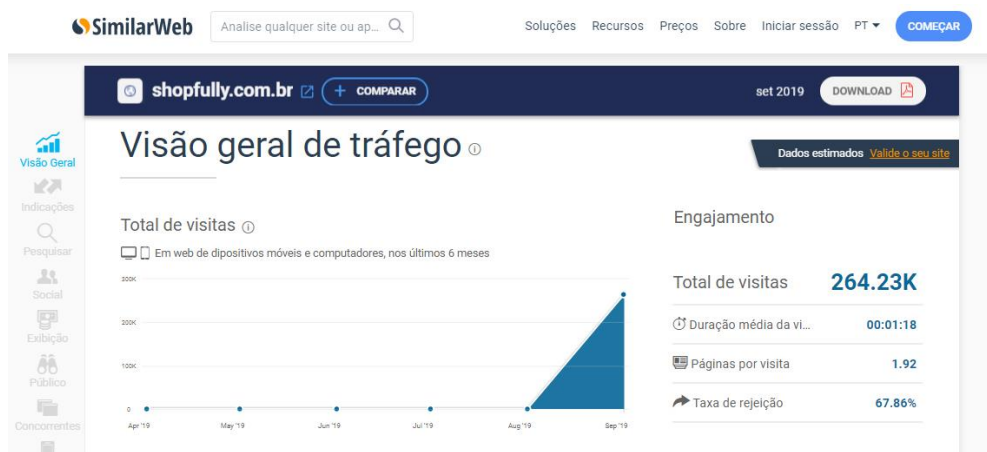 SimilarWeb
Analise qualquer site ou ap...
Soluções Recursos Preços Sobre Iniciar sessão PT COMEÇAR
shopfully.com.br + COMPARAR
set 2019 DOWNLOAD
Visão Geral
Indicações
Pesquisar
Social
Exibição
Público
Concorrentes
Visão geral de tráfego
Dados estimados Valide o seu site
Total de visitas
Em web de dipositivos móveis e computadores, nos últimos 6 meses
300K
200K
100K
0
Apr '19 May '19 Jun '19 Jul '19 Aug '19 Sep '19
Engajamento
Total de visitas 264.23K
Duração média da vi... 00:01:18
Páginas por visita 1.92
Taxa de rejeição 67.86%